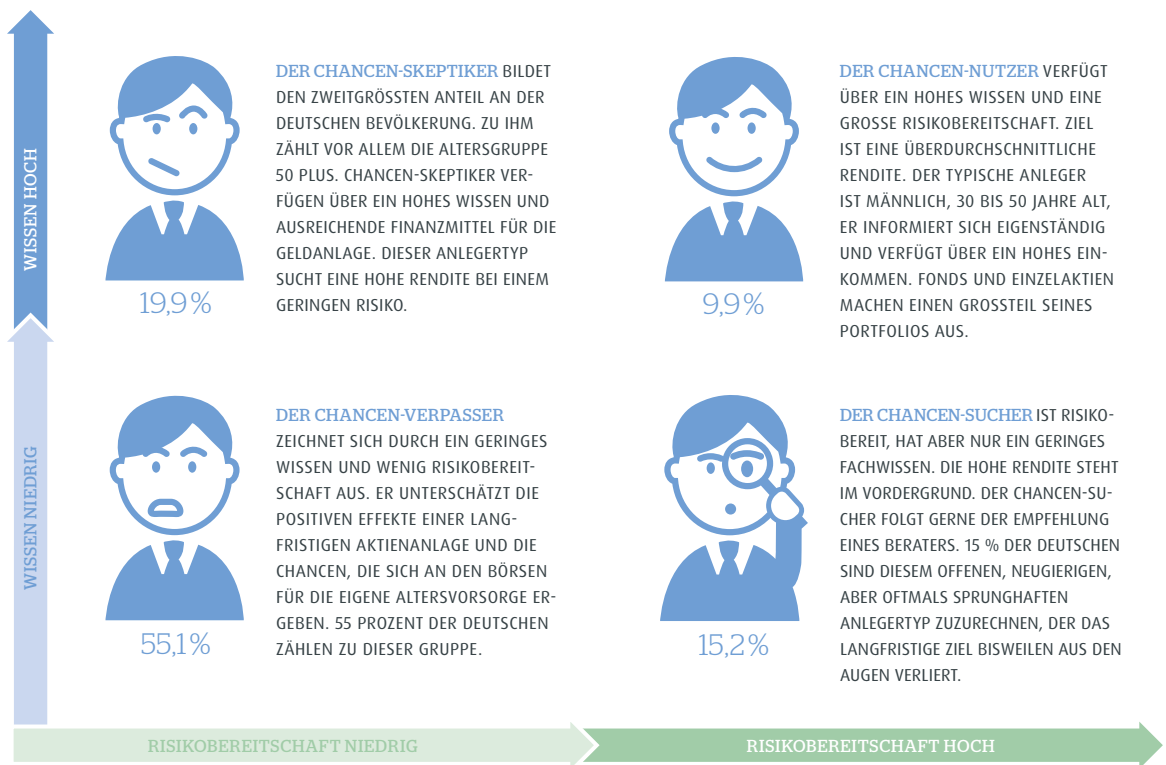 WISSEN HOCH
DER CHANCEN-SKEPTIKER BILDET
DEN ZWEITGRÖSSTEN ANTEIL AN DER
DEUTSCHEN BEVÖLKERUNG. ZU IHM
ZÄHLT VOR ALLEM DIE ALTERSGRUPPE
50 PLUS. CHANCEN-SKEPTIKER VER-
FÜGEN ÜBER EIN HOHES WISSEN UND
AUSREICHENDE FINANZMITTEL FÜR DIE
GELDANLAGE. DIESER ANLEGERTYP
SUCHT EINE HOHE RENDITE BEI EINEM
GERINGEN RISIKO.
19,9 %
DER CHANCEN-NUTZER VERFÜGT
ÜBER EIN HOHES WISSEN UND EINE
GROSSE RISIKOBEREITSCHAFT. ZIEL
IST EINE ÜBERDURCHSCHNITTLICHE
RENDITE. DER TYPISCHE ANLEGER
IST MÄNNLICH, 30 BIS 50 JAHRE ALT,
ER INFORMIERT SICH EIGENSTÄNDIG
UND VERFÜGT ÜBER EIN HOHES EIN-
KOMMEN. FONDS UND EINZELAKTIEN
MACHEN EINEN GROSSTEIL SEINES
PORTFOLIOS AUS.
9,9 %
WISSEN NIEDRIG
DER CHANCEN-VERPASSER
ZEICHNET SICH DURCH EIN GERINGES
WISSEN UND WENIG RISIKOBEREIT-
SCHAFT AUS. ER UNTERSCHÄTZT DIE
POSITIVEN EFFEKTE EINER LANG-
FRISTIGEN AKTIENANLAGE UND DIE
CHANCEN, DIE SICH AN DEN BÖRSEN
FÜR DIE EIGENE ALTERSVORSORGE ER-
GEBEN. 55 PROZENT DER DEUTSCHEN
ZÄHLEN ZU DIESER GRUPPE.
55,1 %
DER CHANCEN-SUCHER IST RISIKO-
BEREIT, HAT ABER NUR EIN GERINGES
FACHWISSEN. DIE HOHE RENDITE STEHT
IM VORDERGRUND. DER CHANCEN-SU-
CHER FOLGT GERNE DER EMPFEHLUNG
EINES BERATERS. 15 % DER DEUTSCHEN
SIND DIESEM OFFENEN, NEUGIERIGEN,
ABER OFTMALS SPRUNGHAFTEN
ANLEGERTYP ZUZURECHNEN, DER DAS
LANGFRISTIGE ZIEL BISWEILEN AUS DEN
AUGEN VERLIERT.
15,2 %
RISIKOBEREITSCHAFT NIEDRIG
RISIKOBEREITSCHAFT HOCH